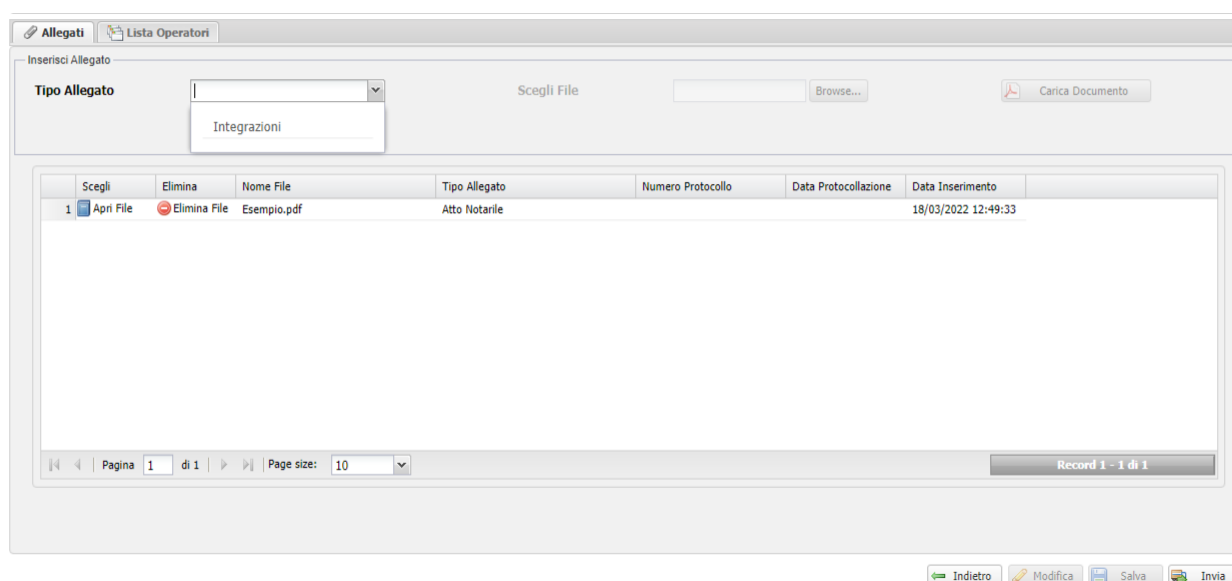 Allegati Lista Operatori
Inserisci Allegato
Tipo Allegato Scegli File Browse... Carica Documento
Integrazioni
Scegli Elimina Nome File Tipo Allegato Numero Protocollo Data Protocollazione Data Inserimento
1 Apri File Elimina File Esempio.pdf Atto Notarile 18/03/2022 12:49:33
Pagina 1 di 1 Page size: 10 Record 1 - 1 di 1
Indietro Modifica Salva Invia